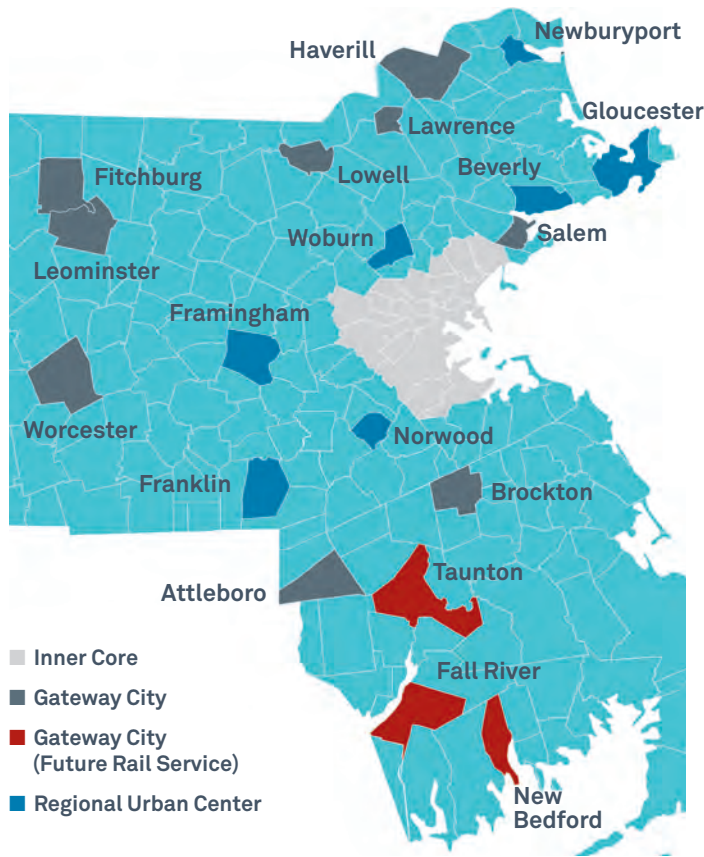 Newburyport
Haverill
Gloucester
Lawrence
Fitchburg
Lowell
Beverly
Woburn
Salem
Leominster
Framingham
Worcester
Norwood
Franklin
Brockton
Attleboro
Taunton
Inner Core
Fall River
Gateway City
Gateway City
(Future Rail Service)
Regional Urban Center
New
Bedford